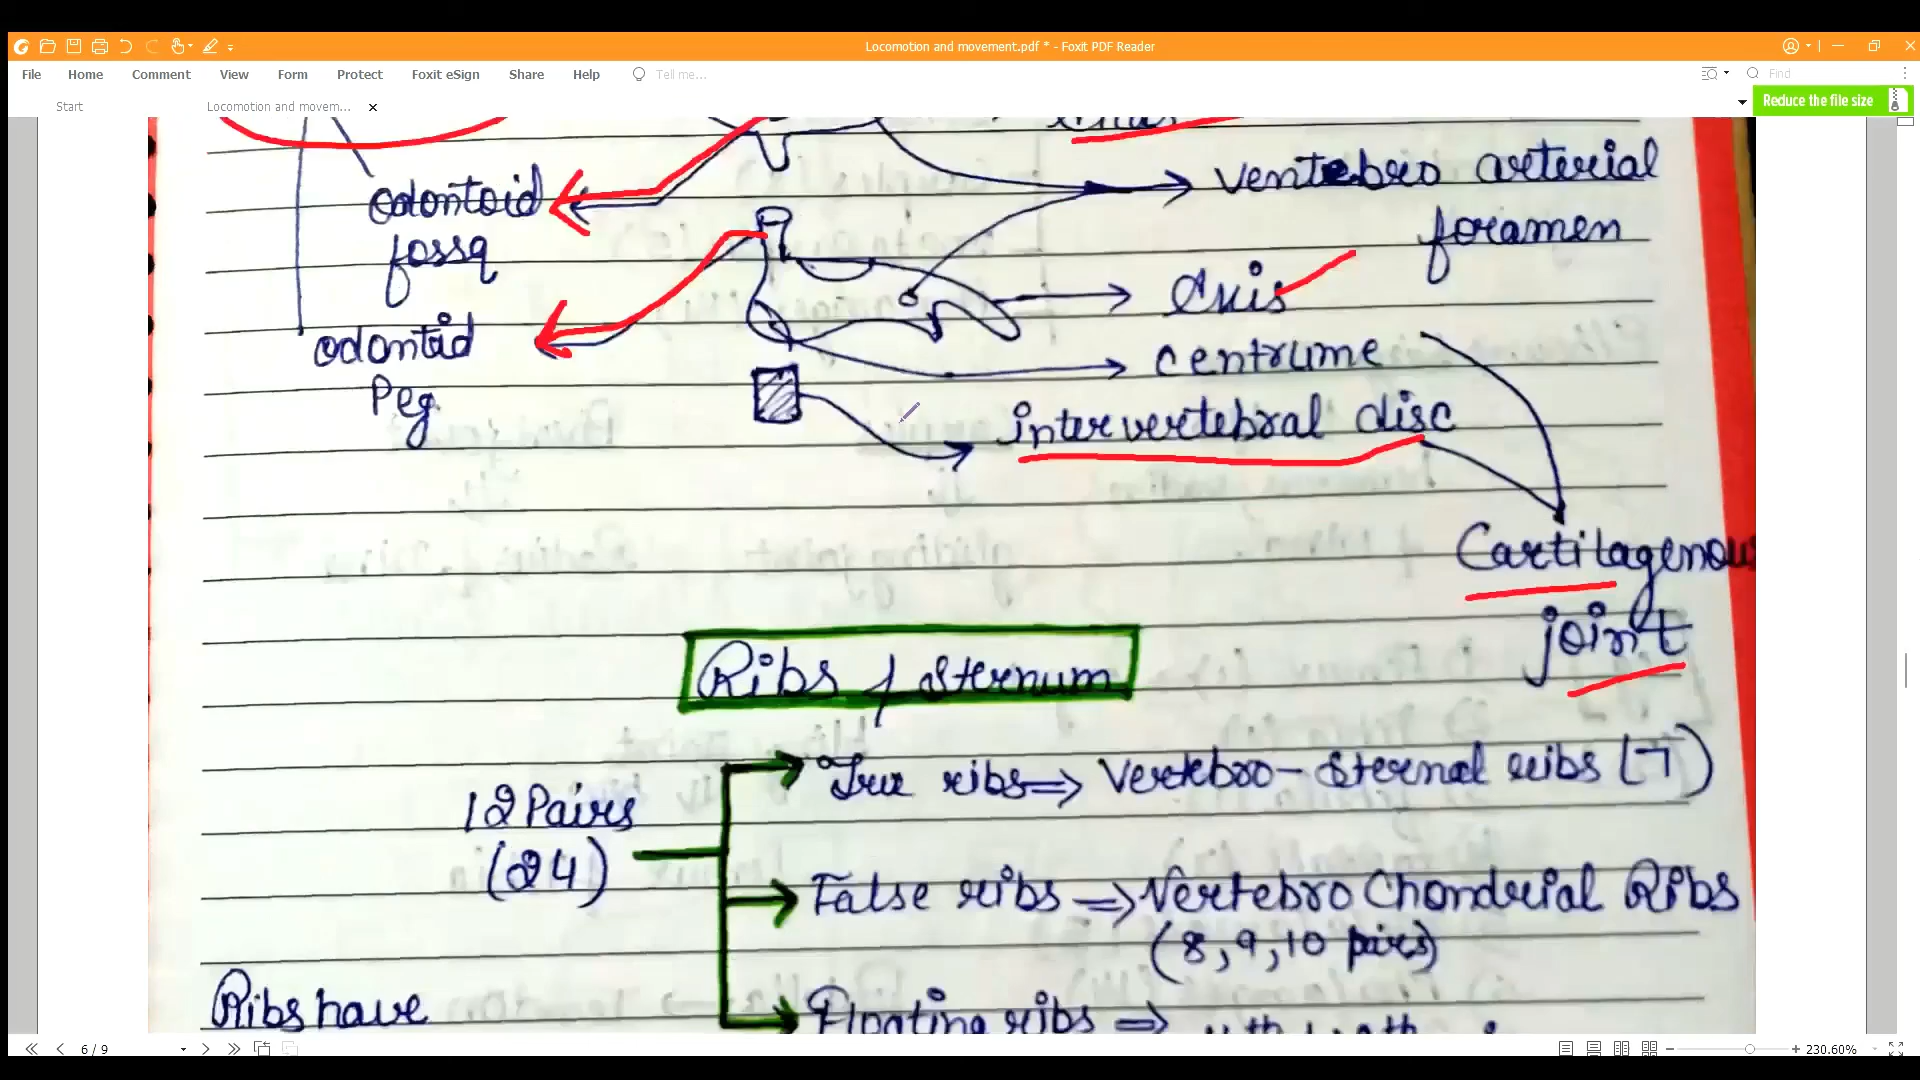 Locomotion and movement.pdf * - Foxit PDF Reader
File Home Comment View Form Protect Foxit eSign Share Help Tell me... Find
Start Locomotion and movem... Reduce the file size
odontoid
fossa
ventebro arterial
foramen
Axis
odontid
Peg
centrume
intervertebral disc
Cartilagenous
joint
Ribs & sternum
12 Pairs
(24)
True ribs => Vertebro-sternal ribs (7)
False ribs => Vertebro Chondrial Ribs
(8,9,10 pairs)
Ribs have
Floating ribs =>
6 / 9
230.60%